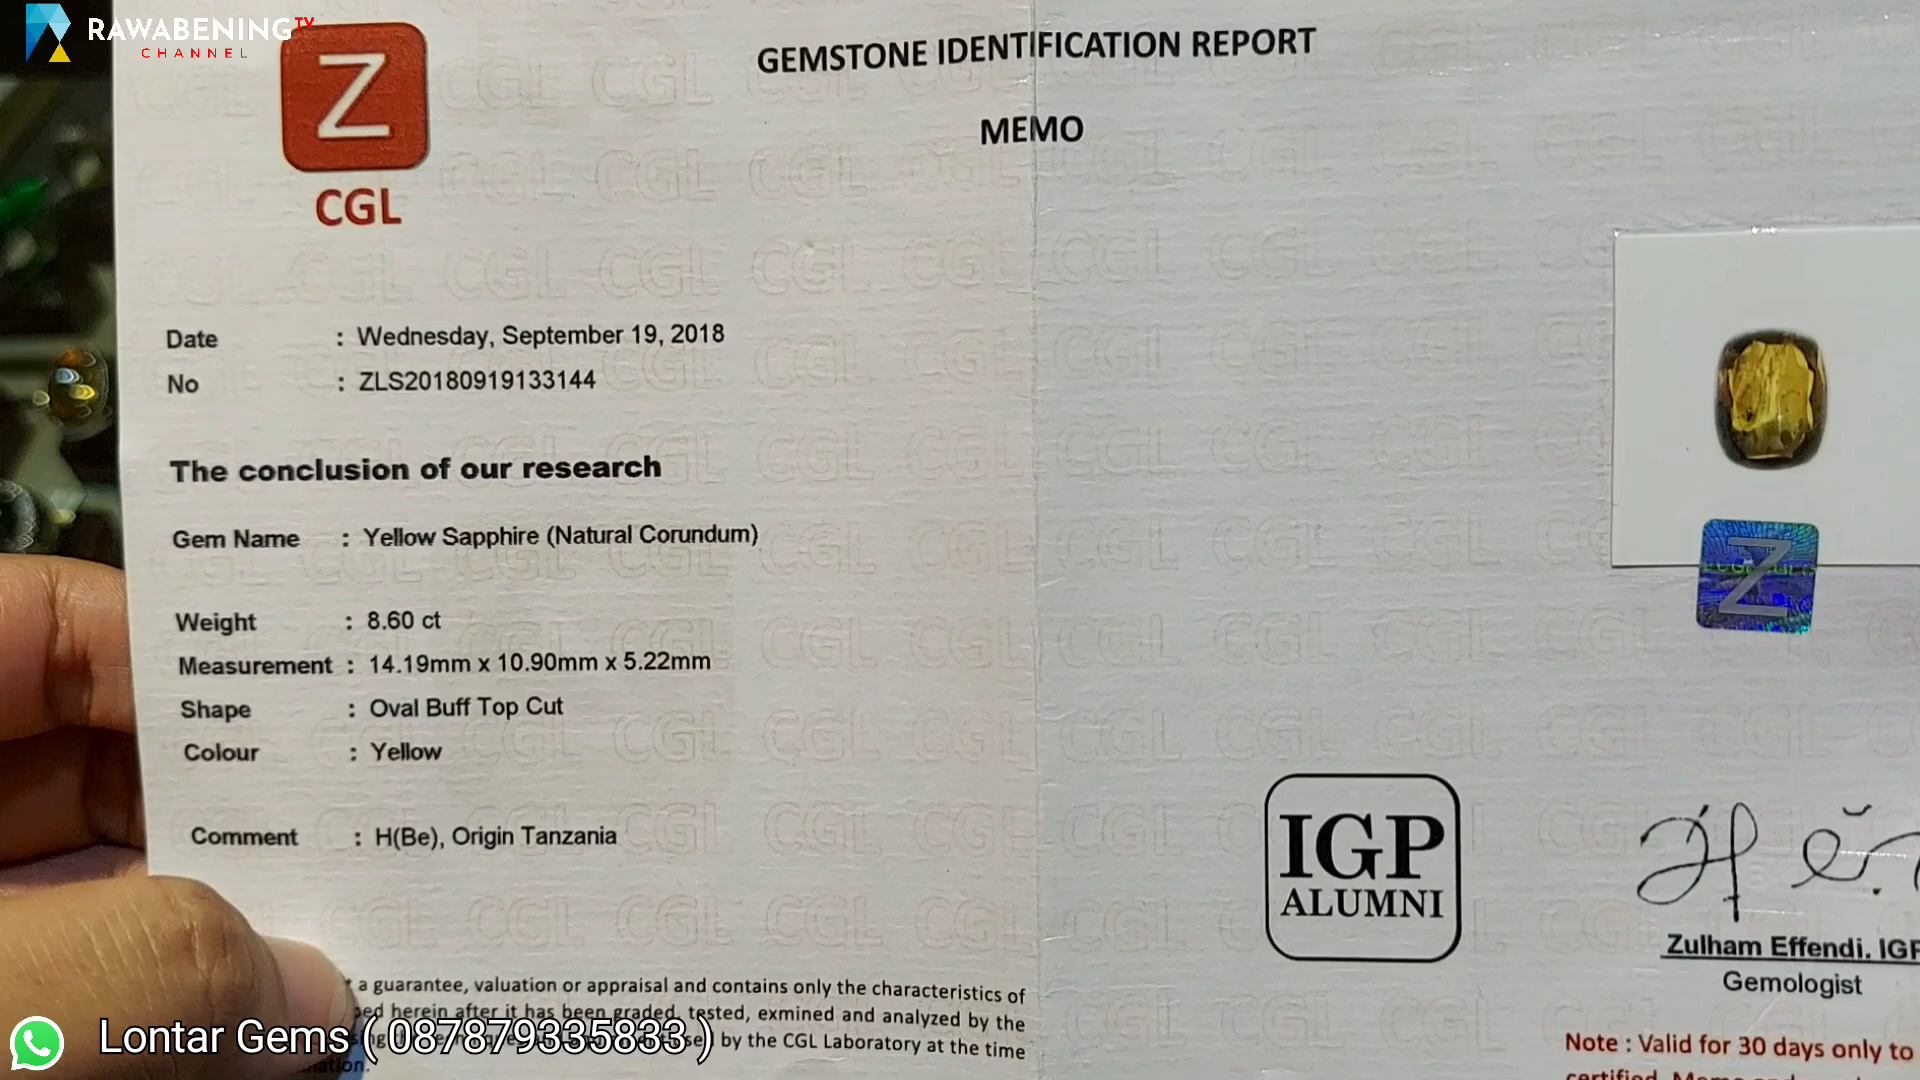 RAWABENING TV
CHANNEL
Z
CGL
GEMSTONE IDENTIFICATION REPORT
MEMO
Date : Wednesday, September 19, 2018
No : ZLS20180919133144
The conclusion of our research
Gem Name : Yellow Sapphire (Natural Corundum)
Weight : 8.60 ct
Measurement : 14.19mm x 10.90mm x 5.22mm
Shape : Oval Buff Top Cut
Colour : Yellow
Comment : H(Be), Origin Tanzania
Z
IGP
ALUMNI
Zulham Effendi. IGP
Gemologist
a guarantee, valuation or appraisal and contains only the characteristics of
herein after it has been graded, tested, exmined and analyzed by the
by the CGL Laboratory at the time
Note : Valid for 30 days only to
certified. Memo
Lontar Gems ( 087879335833 )